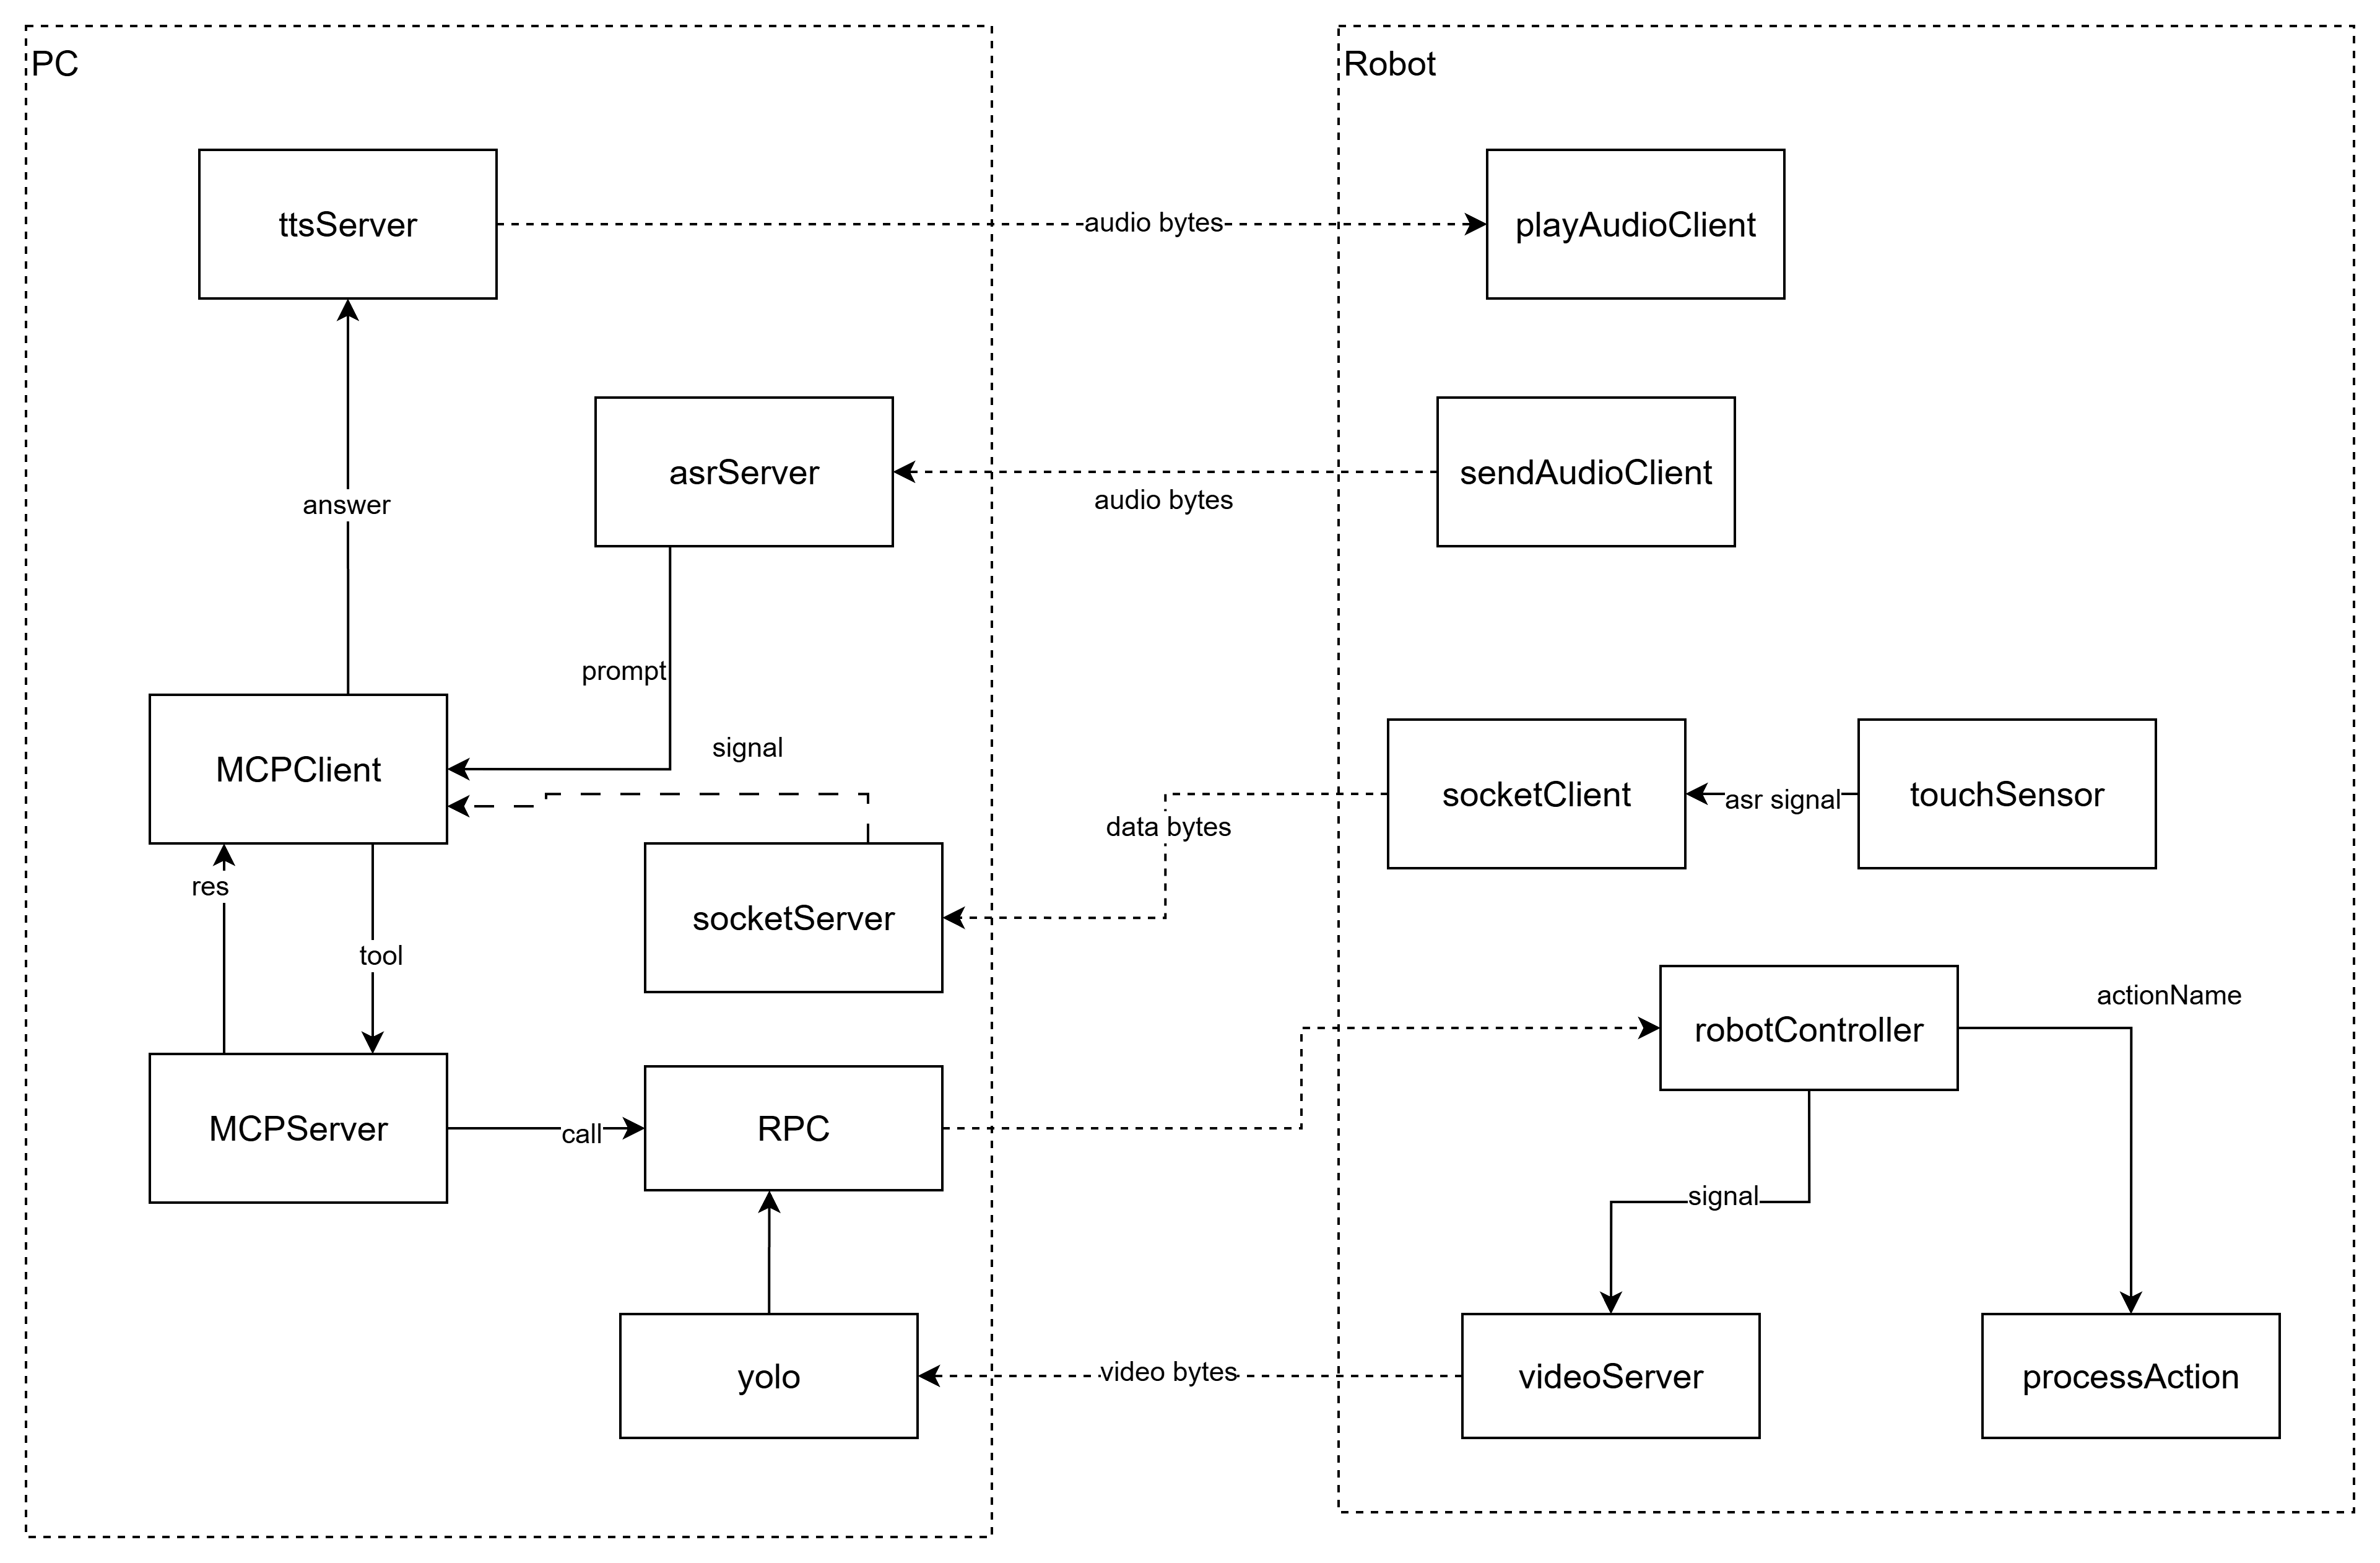 PC
Robot
ttsServer
audio bytes
playAudioClient
asrServer
sendAudioClient
audio bytes
answer
prompt
signal
MCPClient
socketClient
asr signal
touchSensor
data bytes
res
socketServer
tool
actionName
robotController
MCPServer
call
RPC
signal
yolo
video bytes
videoServer
processAction